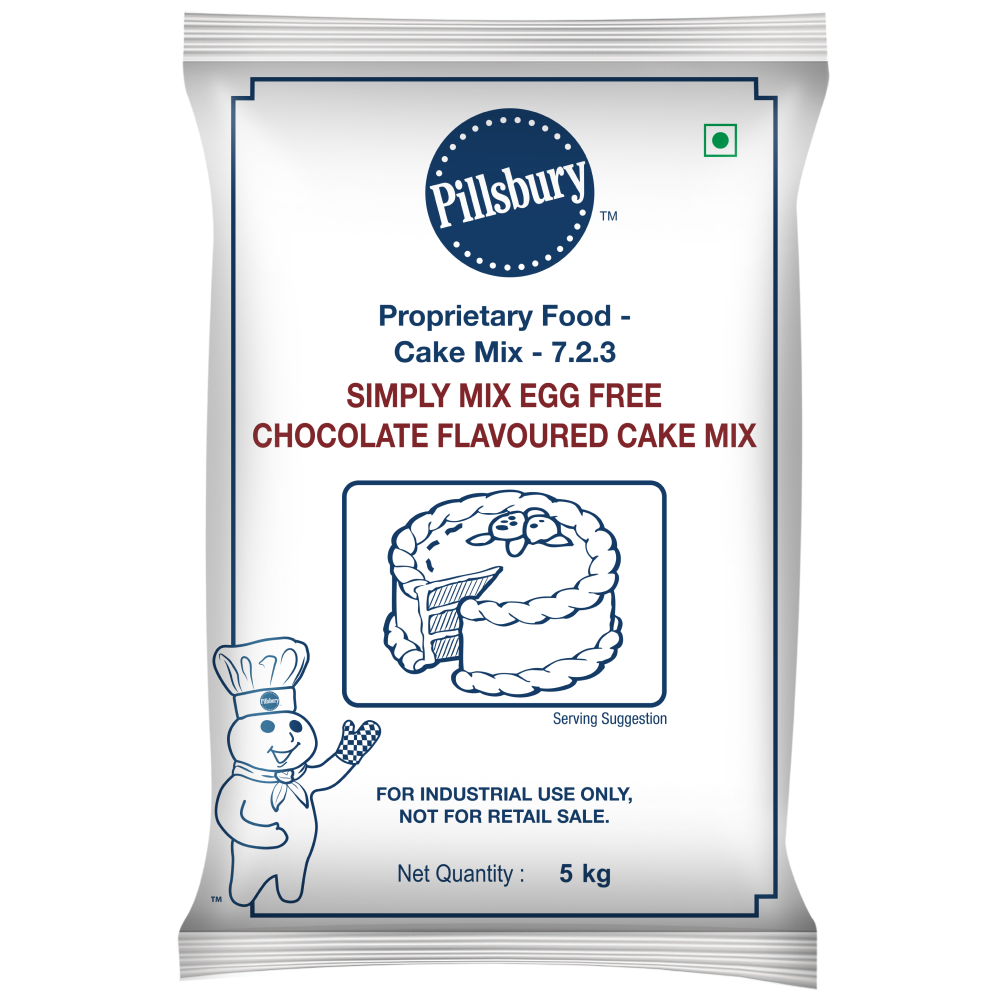 Pillsbury
TM
Proprietary Food -
Cake Mix - 7.2.3
SIMPLY MIX EGG FREE
CHOCOLATE FLAVOURED CAKE MIX
Serving Suggestion
Pillsbury
FOR INDUSTRIAL USE ONLY,
NOT FOR RETAIL SALE.
Net Quantity : 5 kg
TM